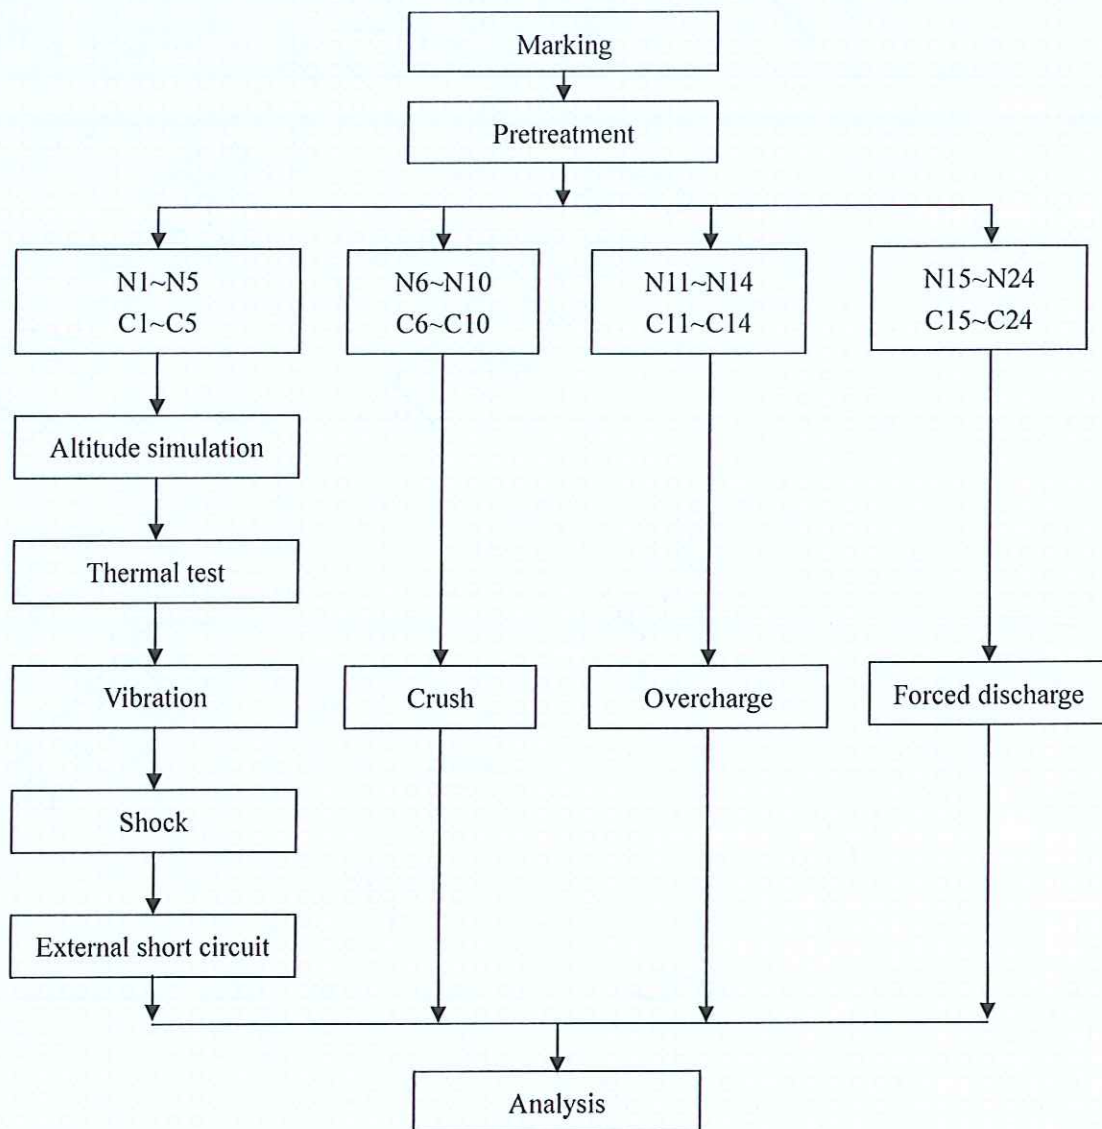 Marking
Pretreatment
N1~N5
C1~C5
N6~N10
C6~C10
N11~N14
C11~C14
N15~N24
C15~C24
Altitude simulation
Thermal test
Vibration
Crush
Overcharge
Forced discharge
Shock
External short circuit
Analysis